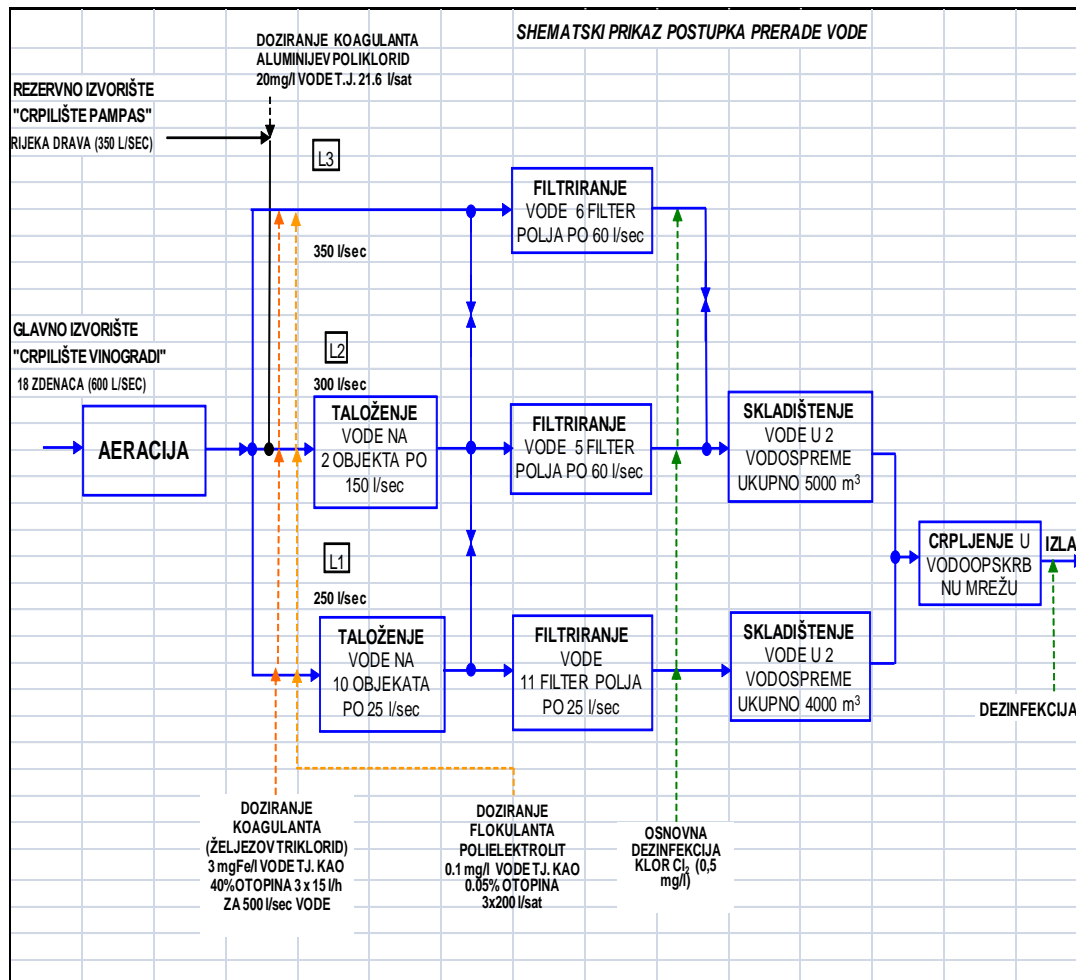 SHEMATSKI PRIKAZ POSTUPKA PRERADE VODE
DOZIRANJE KOAGULANTA
ALUMINIJEV POLIKLORID
20mg/l VODE T.J. 21.6 l/sat
REZERVNO IZVORIŠTE
"CRPILIŠTE PAMPAS"
RIJEKA DRAVA (350 L/SEC)
L3
350 l/sec
FILTRIRANJE
VODE 6 FILTER
POLJA PO 60 l/sec
GLAVNO IZVORIŠTE
"CRPILIŠTE VINOGRADI"
18 ZDENACA (600 L/SEC)
AERACIJA
L2
300 l/sec
TALOŽENJE
VODE NA
2 OBJEKTA PO
150 l/sec
FILTRIRANJE
VODE 5 FILTER
POLJA PO 60 l/sec
SKLADIŠTENJE
VODE U 2
VODOSPREME
UKUPNO 5000 m³
L1
250 l/sec
TALOŽENJE
VODE NA
10 OBJEKATA
PO 25 l/sec
FILTRIRANJE
VODE
11 FILTER POLJA
PO 25 l/sec
SKLADIŠTENJE
VODE U 2
VODOSPREME
UKUPNO 4000 m³
CRPLJENJE U
VODOOPSKRB
NU MREŽU
IZLA
DEZINFEKCIJA
DOZIRANJE
KOAGULANTA
(ŽELJEZOV TRIKLORID)
3 mgFe/l VODE TJ. KAO
40% OTOPINA 3 x 15 l/h
ZA 500 l/sec VODE
DOZIRANJE
FLOKULANTA
POLIELEKTROLIT
0.1 mg/l VODE TJ. KAO
0.05% OTOPINA
3x200 l/sat
OSNOVNA
DEZINFEKCIJA
KLOR Cl₂ (0,5
mg/l)